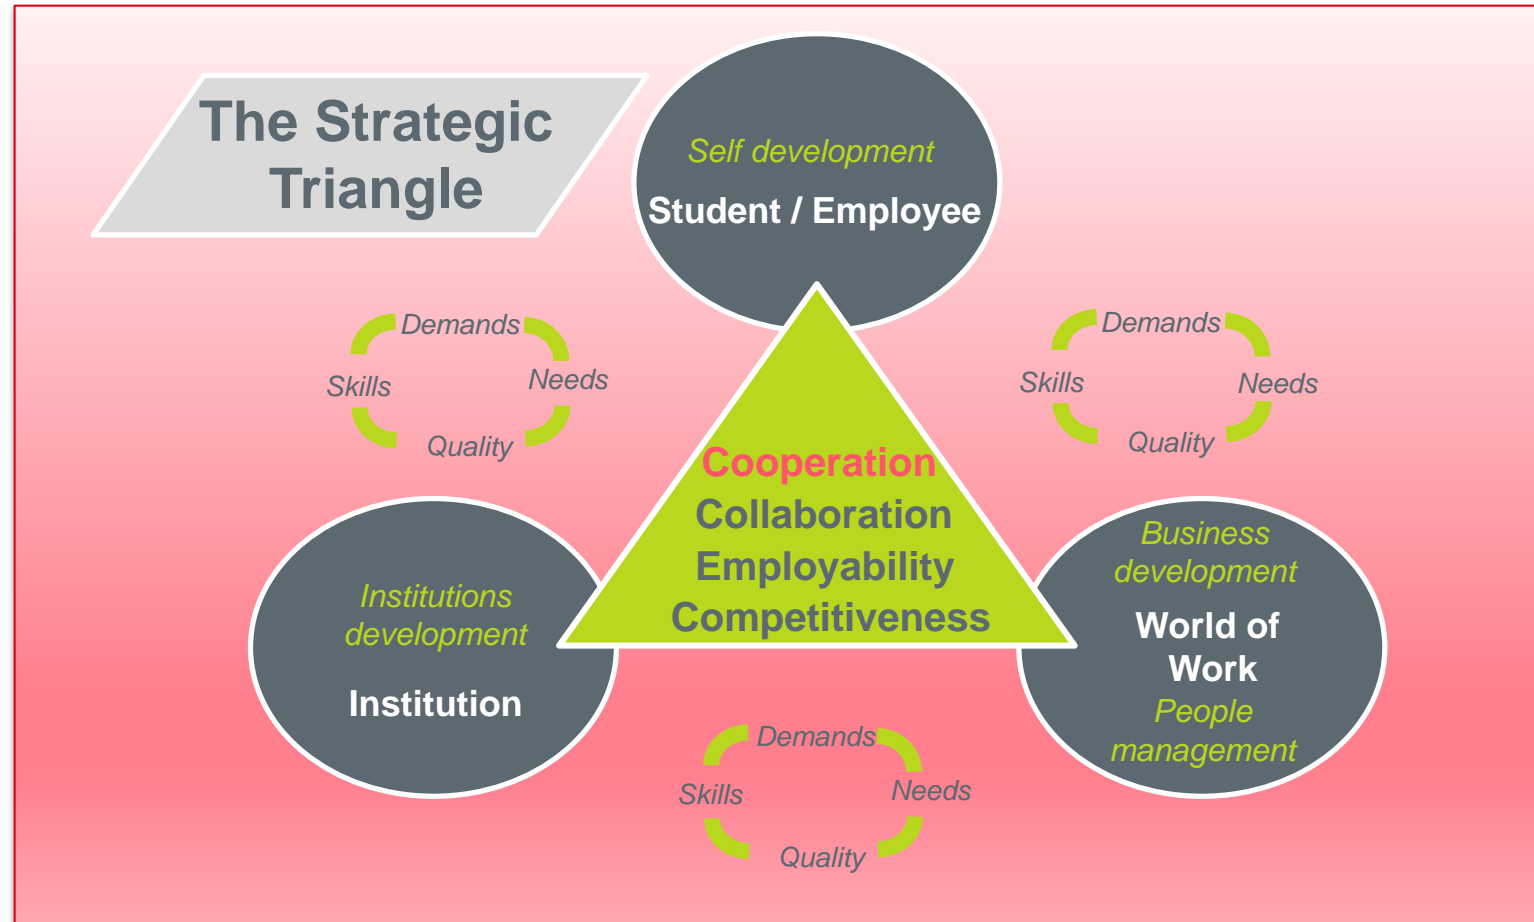 The Strategic
Triangle
Self development
Student / Employee
Demands
Skills
Needs
Quality
Demands
Skills
Needs
Quality
Cooperation
Collaboration
Employability
Competitiveness
Institutions
development
Institution
Business
development
World of
Work
People
management
Demands
Skills
Needs
Quality